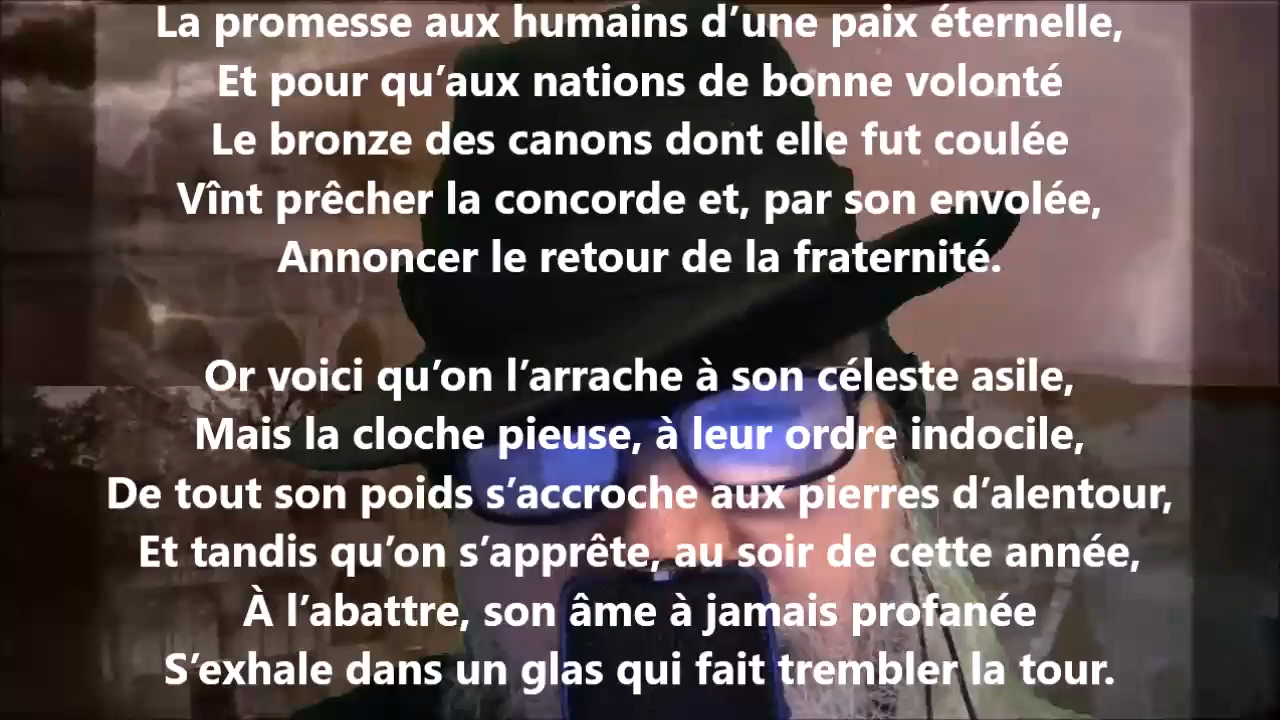 La promesse aux humains d’une paix éternelle,
Et pour qu’aux nations de bonne volonté
Le bronze des canons dont elle fut coulée
Vînt prêcher la concorde et, par son envolée,
Annoncer le retour de la fraternité.
Or voici qu’on l’arrache à son céleste asile,
Mais la cloche pieuse, à leur ordre indocile,
De tout son poids s’accroche aux pierres d’alentour,
Et tandis qu’on s’apprête, au soir de cette année,
À l’abattre, son âme à jamais profanée
S’exhale dans un glas qui fait trembler la tour.